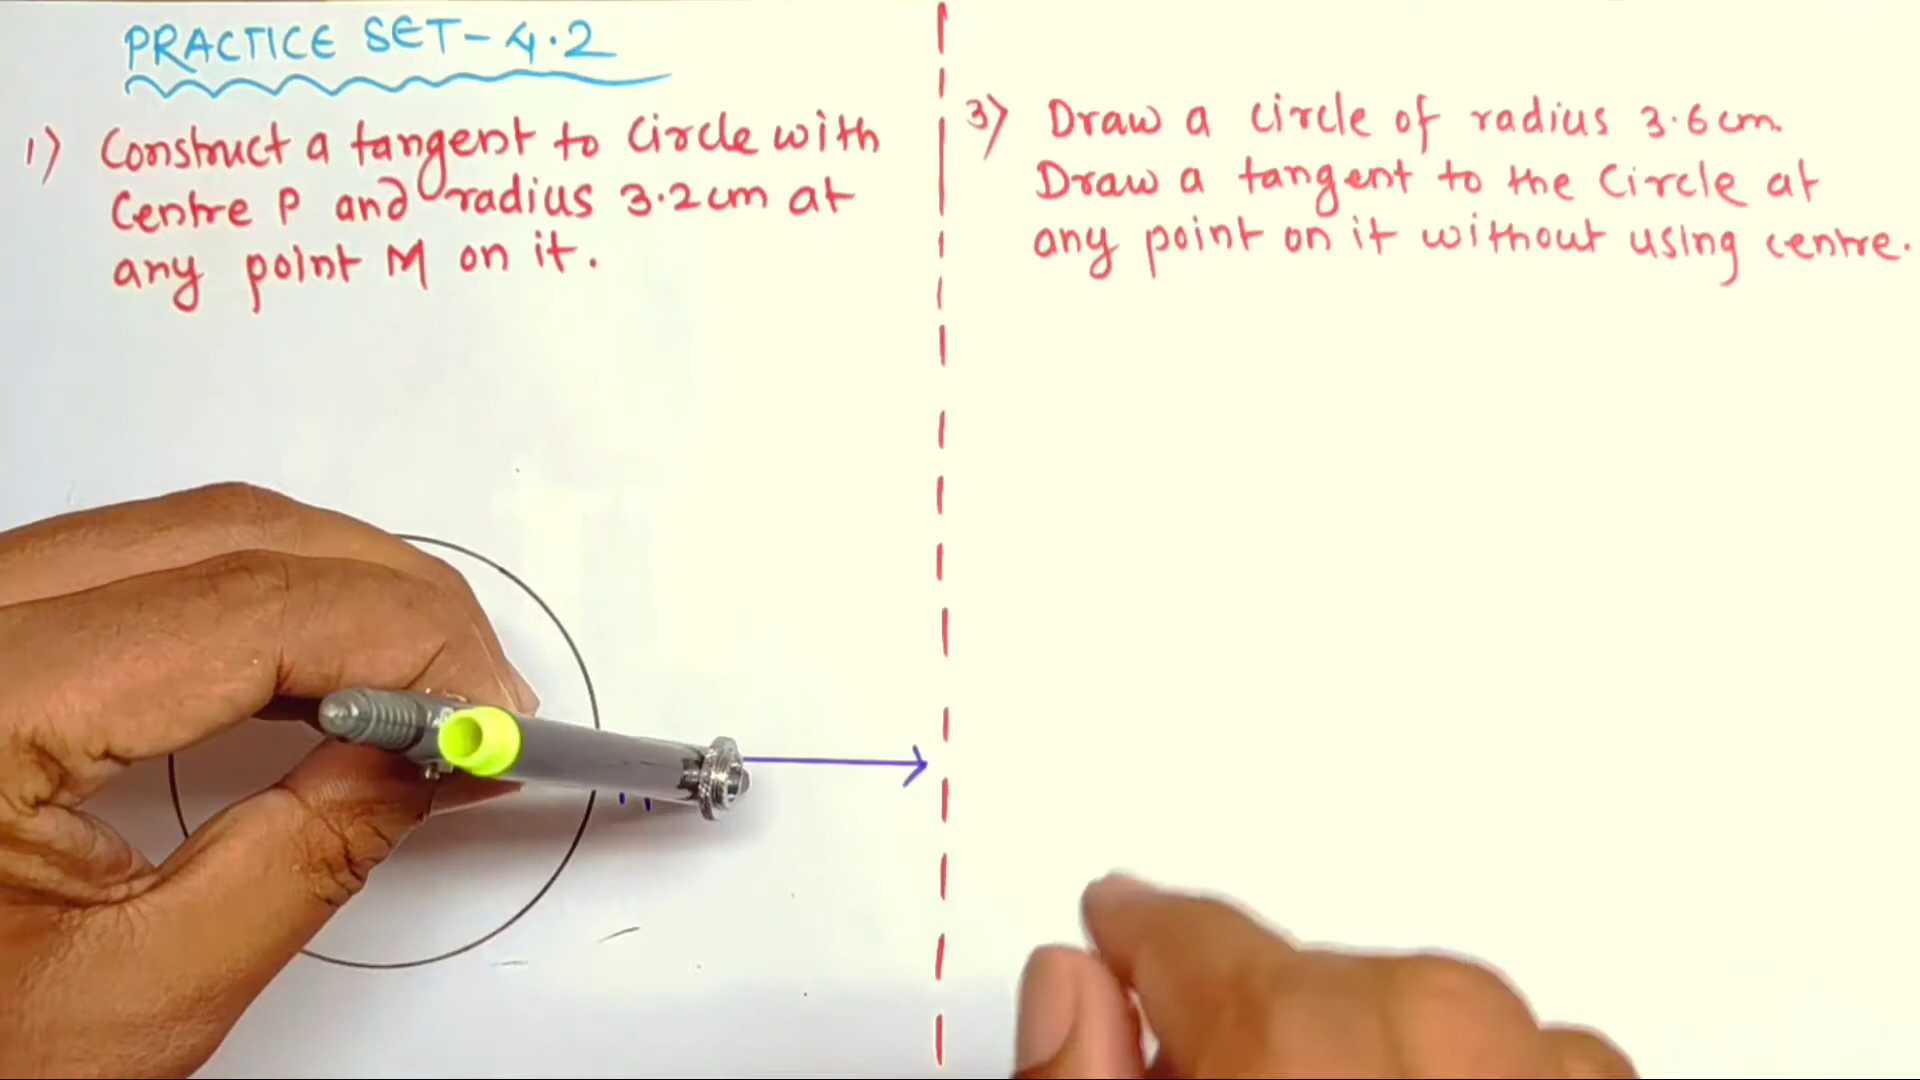 PRACTICE SET - 4.2
1) Construct a tangent to Circle with
Centre P and radius 3.2cm at
any point M on it.
3) Draw a circle of radius 3.6cm.
Draw a tangent to the Circle at
any point on it without using centre.